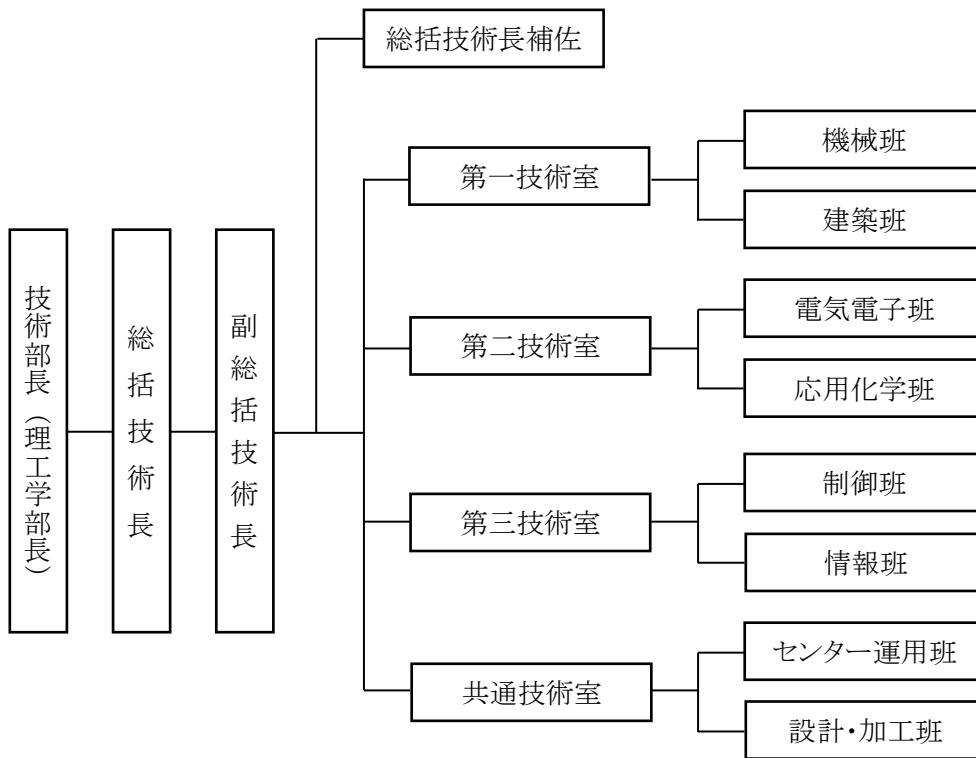 総括技術長補佐
技術部長（理工学部長）
総括技術長
副総括技術長
第一技術室
機械班
建築班
第二技術室
電気電子班
応用化学班
第三技術室
制御班
情報班
共通技術室
センター運用班
設計・加工班